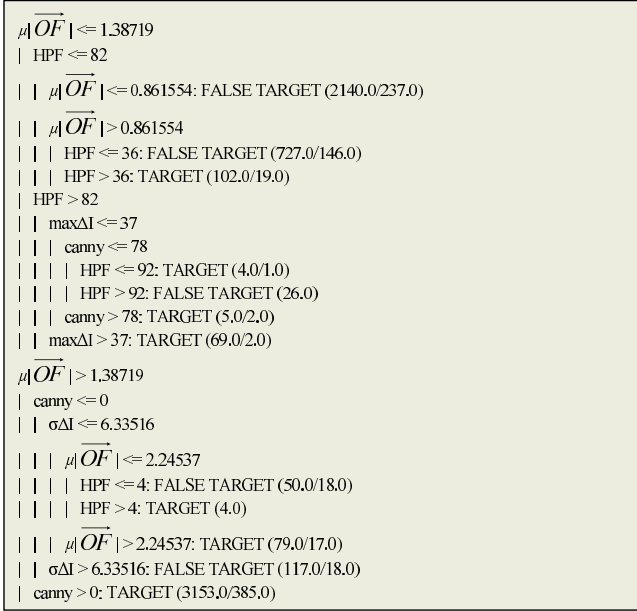 μ|OF⃗ | <= 1.38719
| HPF <= 82
| | μ|OF⃗ | <= 0.861554: FALSE TARGET (2140.0/237.0)
| | μ|OF⃗ | > 0.861554
| | | HPF <= 36: FALSE TARGET (727.0/146.0)
| | | HPF > 36: TARGET (102.0/19.0)
| HPF > 82
| | maxΔI <= 37
| | | canny <= 78
| | | | HPF <= 92: TARGET (4.0/1.0)
| | | | HPF > 92: FALSE TARGET (26.0)
| | | canny > 78: TARGET (5.0/2.0)
| | maxΔI > 37: TARGET (69.0/2.0)
μ|OF⃗ | > 1.38719
| canny <= 0
| | σΔI <= 6.33516
| | | μ|OF⃗ | <= 2.24537
| | | | HPF <= 4: FALSE TARGET (50.0/18.0)
| | | | HPF > 4: TARGET (4.0)
| | | μ|OF⃗ | > 2.24537: TARGET (79.0/17.0)
| | σΔI > 6.33516: FALSE TARGET (117.0/18.0)
| canny > 0: TARGET (3153.0/385.0)